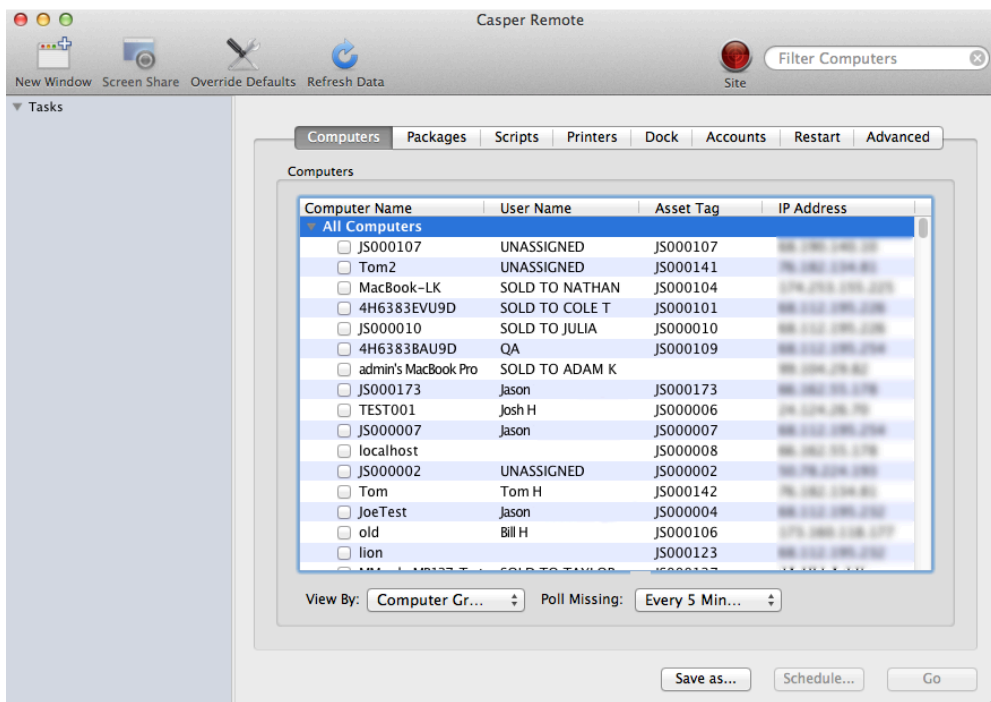 Casper Remote
New Window Screen Share Override Defaults Refresh Data Site Filter Computers
Tasks
Computers Packages Scripts Printers Dock Accounts Restart Advanced
Computers
Computer Name User Name Asset Tag IP Address
All Computers
JS000107 UNASSIGNED JS000107
Tom2 UNASSIGNED JS000141
MacBook-LK SOLD TO NATHAN JS000104
4H6383EVU9D SOLD TO COLE T JS000101
JS000010 SOLD TO JULIA JS000010
4H6383BAU9D QA JS000109
admin's MacBook Pro SOLD TO ADAM K
JS000173 Jason JS000173
TEST001 Josh H JS000006
JS000007 Jason JS000007
localhost JS000008
JS000002 UNASSIGNED JS000002
Tom Tom H JS000142
JoeTest Jason JS000004
old Bill H JS000106
lion JS000123
SOLD TO TAYLOR
View By: Computer Gr... Poll Missing: Every 5 Min...
Save as... Schedule... Go